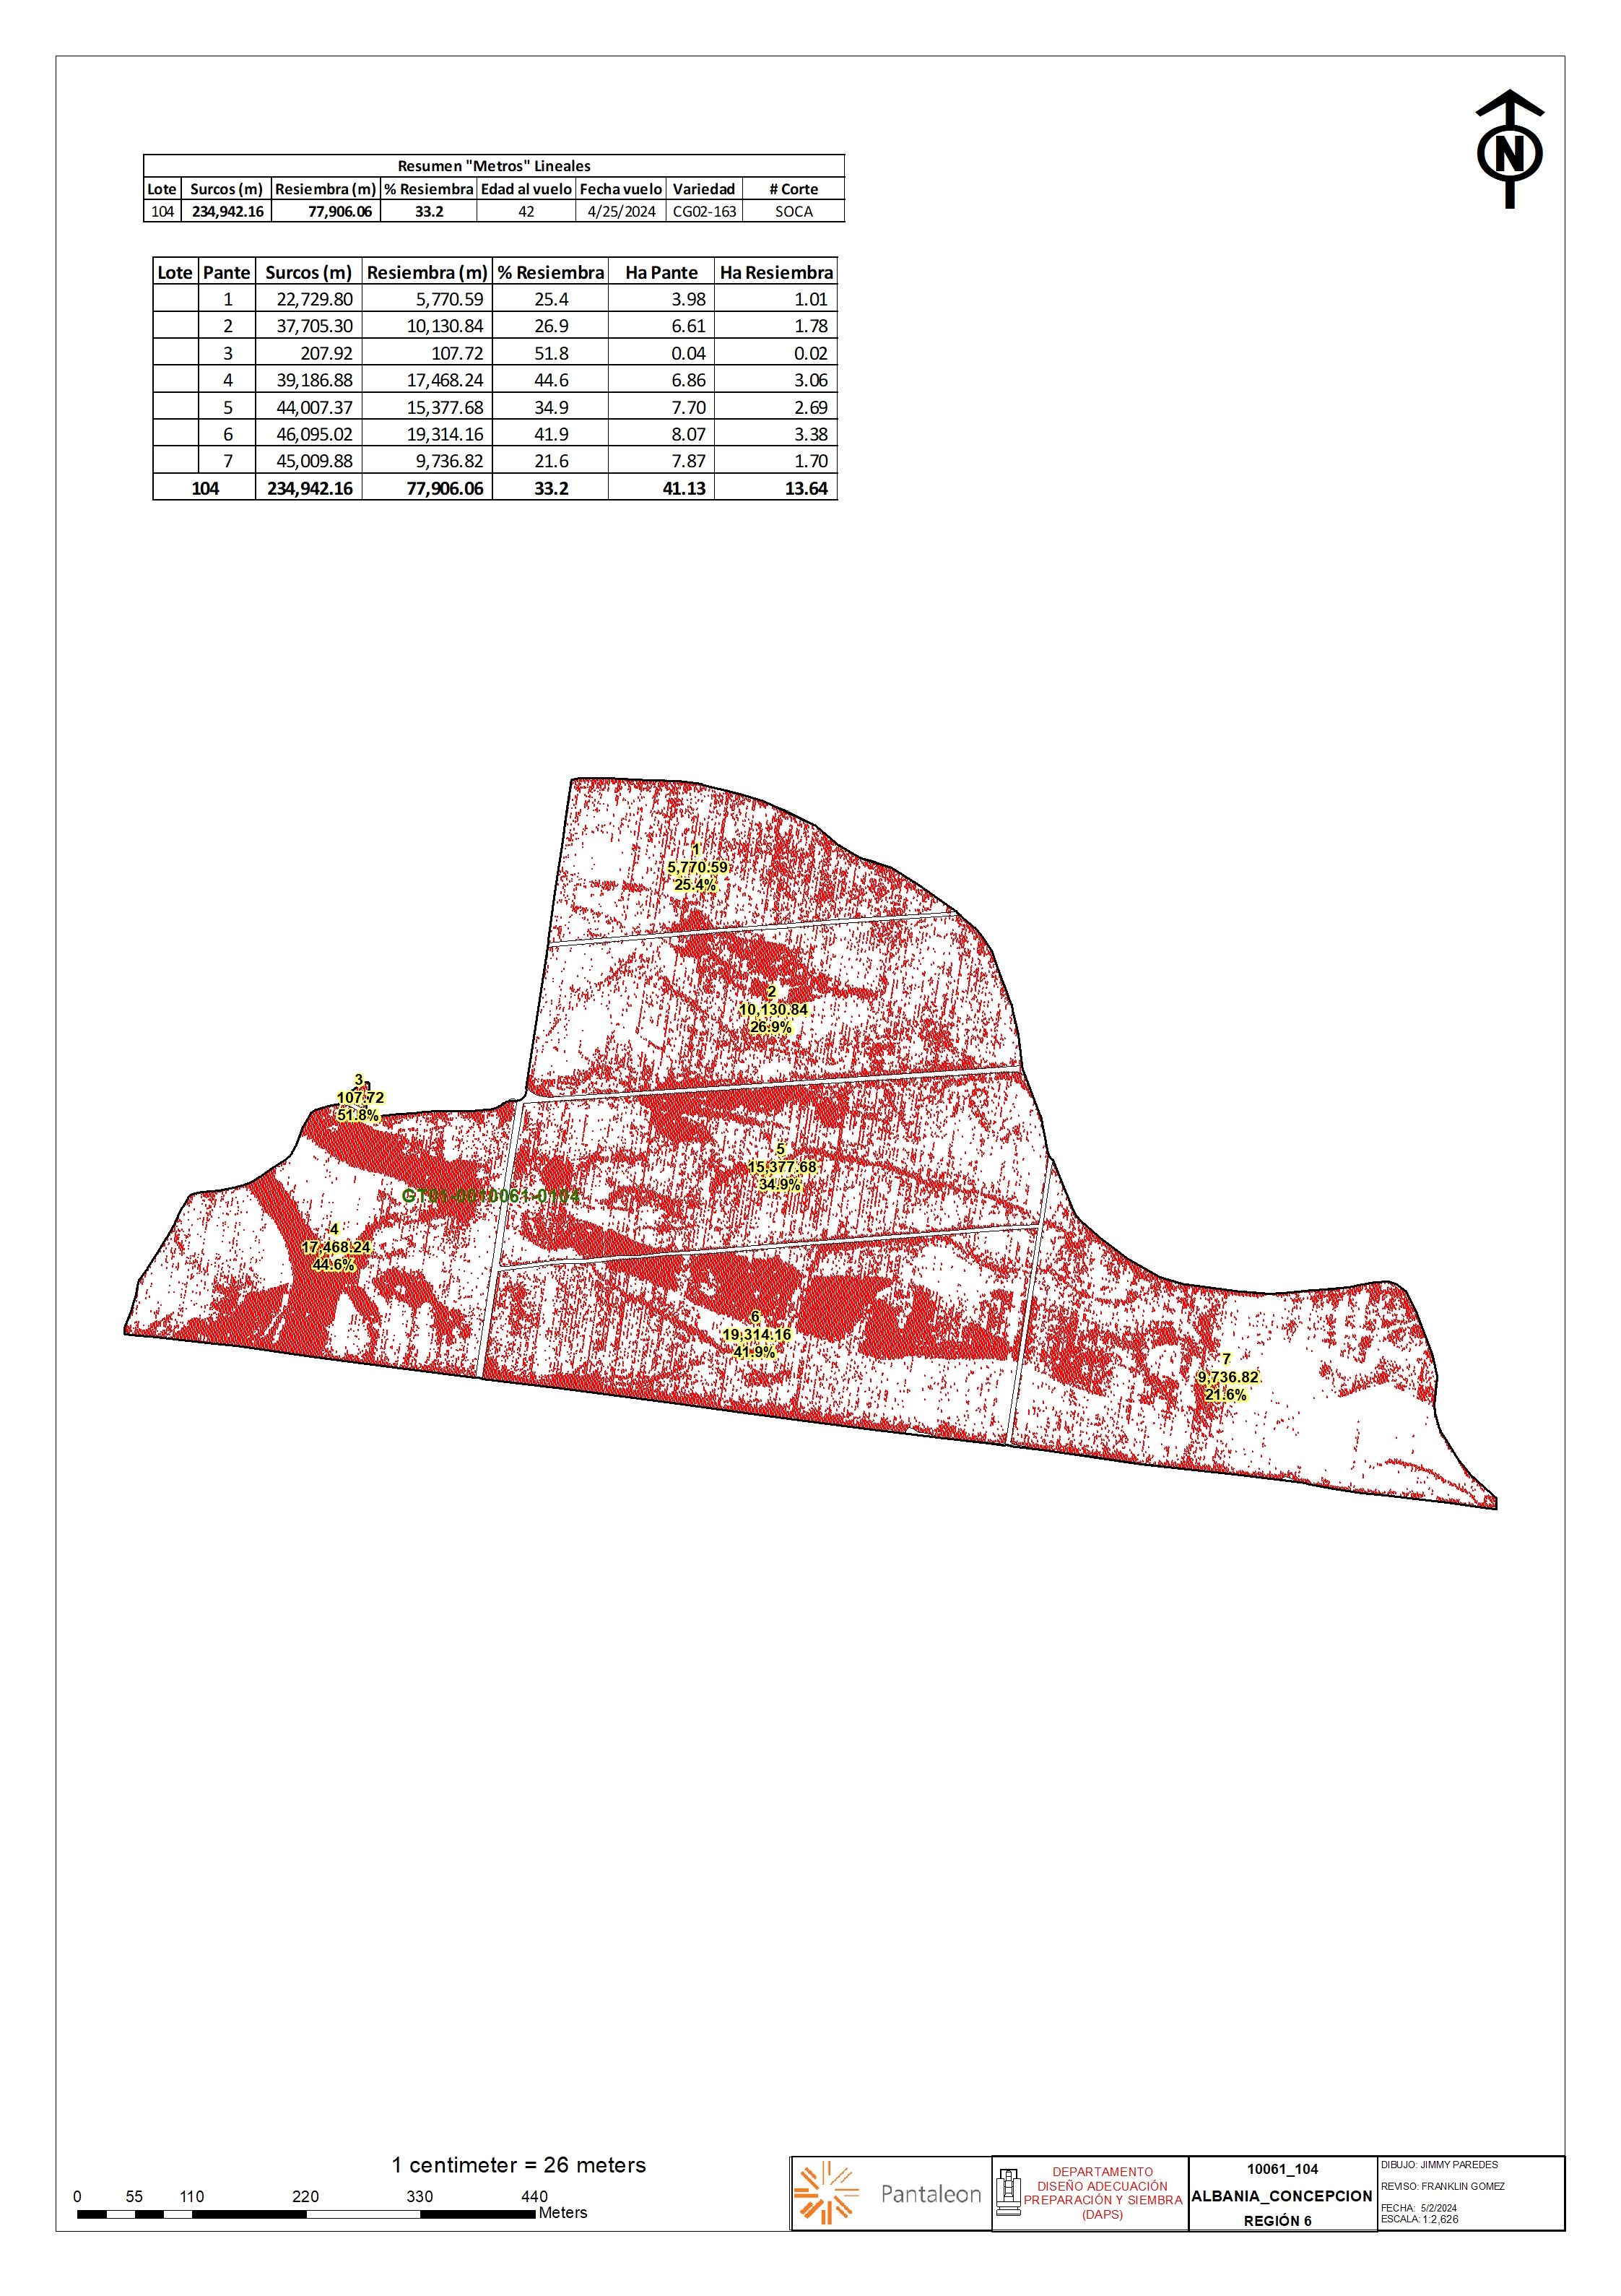 N
Resumen "Metros" Lineales
Lote Surcos (m) Resiembra (m) % Resiembra Edad al vuelo Fecha vuelo Variedad # Corte
104 234,942.16 77,906.06 33.2 42 4/25/2024 CG02-163 SOCA
Lote Pante Surcos (m) Resiembra (m) % Resiembra Ha Pante Ha Resiembra
1 22,729.80 5,770.59 25.4 3.98 1.01
2 37,705.30 10,130.84 26.9 6.61 1.78
3 207.92 107.72 51.8 0.04 0.02
4 39,186.88 17,468.24 44.6 6.86 3.06
5 44,007.37 15,377.68 34.9 7.70 2.69
6 46,095.02 19,314.16 41.9 8.07 3.38
7 45,009.88 9,736.82 21.6 7.87 1.70
104 234,942.16 77,906.06 33.2 41.13 13.64
1
5,770.59
25.4%
2
10,130.84
26.9%
3
107.72
51.8%
5
15,377.68
34.9%
GT01-0010061-0104
4
17,468.24
44.6%
6
19,314.16
41.9%
7
9,736.82
21.6%
1 centimeter = 26 meters
0 55 110 220 330 440
Meters
Pantaleon
DEPARTAMENTO
DISEÑO ADECUACIÓN
PREPARACIÓN Y SIEMBRA
(DAPS)
10061_104
ALBANIA_CONCEPCION
REGIÓN 6
DIBUJO: JIMMY PAREDES
REVISO: FRANKLIN GOMEZ
FECHA: 5/2/2024
ESCALA: 1:2,626